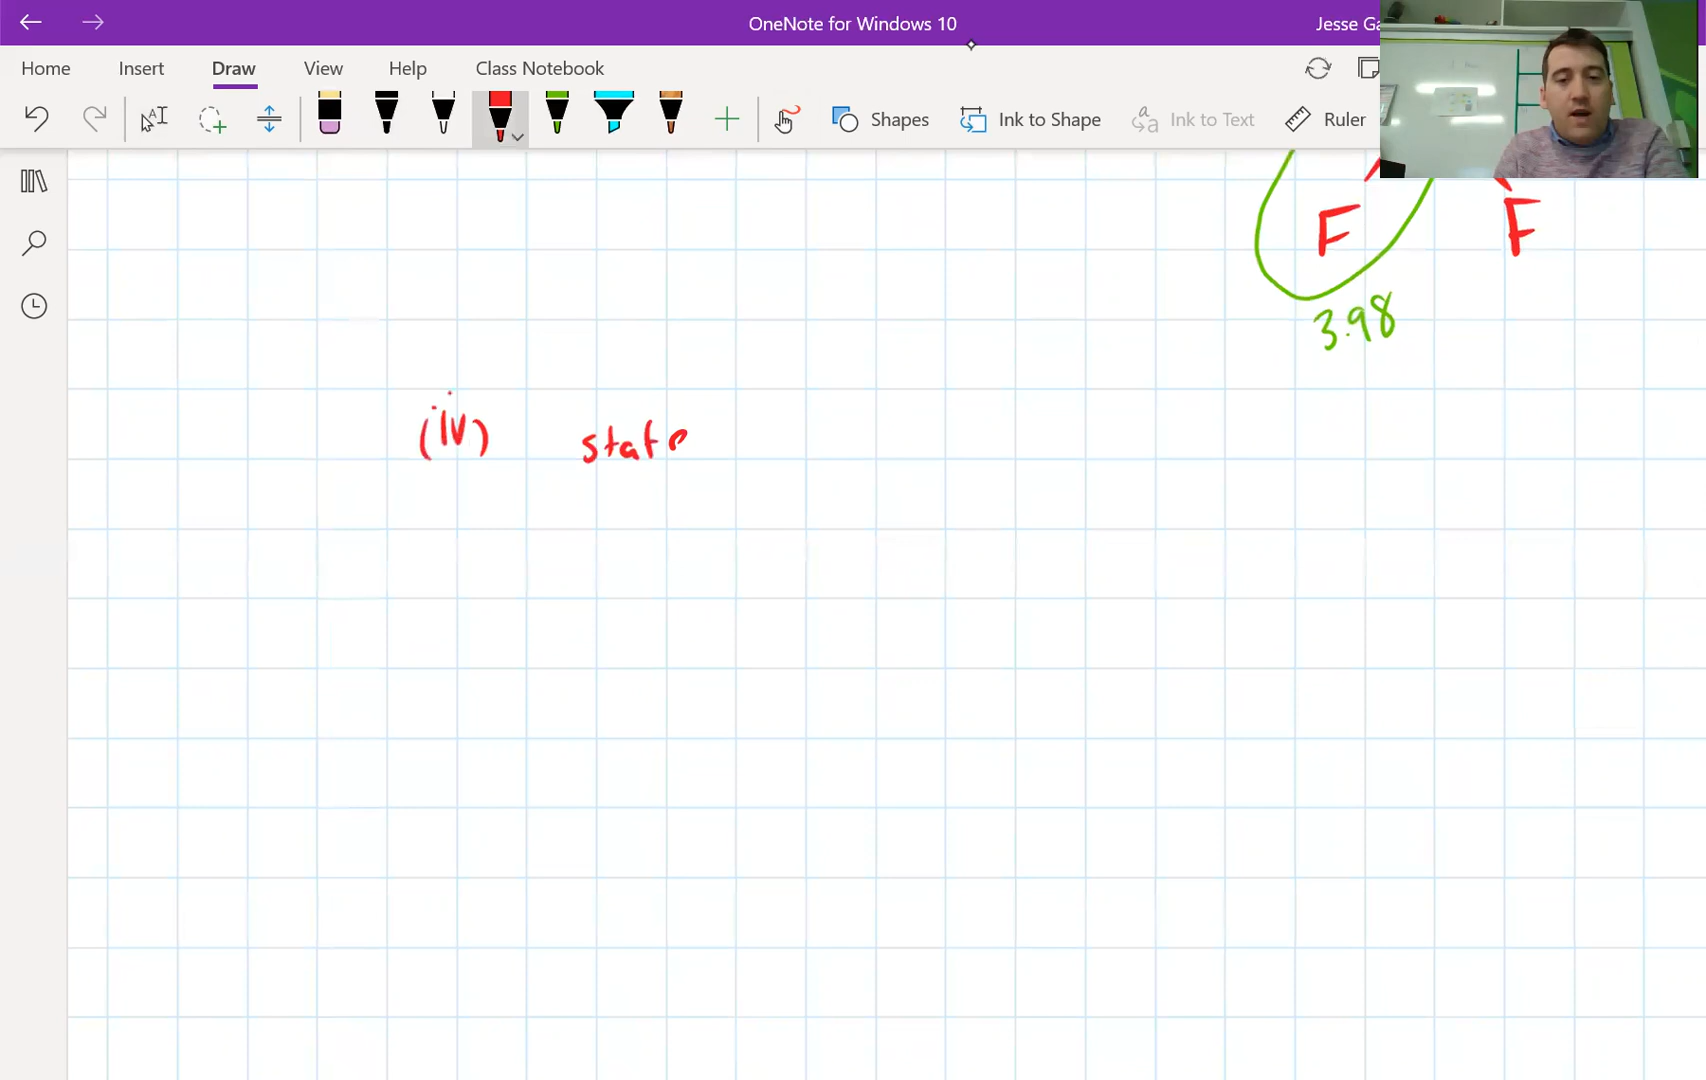 OneNote for Windows 10
Jesse Ga
Home Insert Draw View Help Class Notebook
Shapes Ink to Shape Ink to Text Ruler
F F
3.98
(iv) state